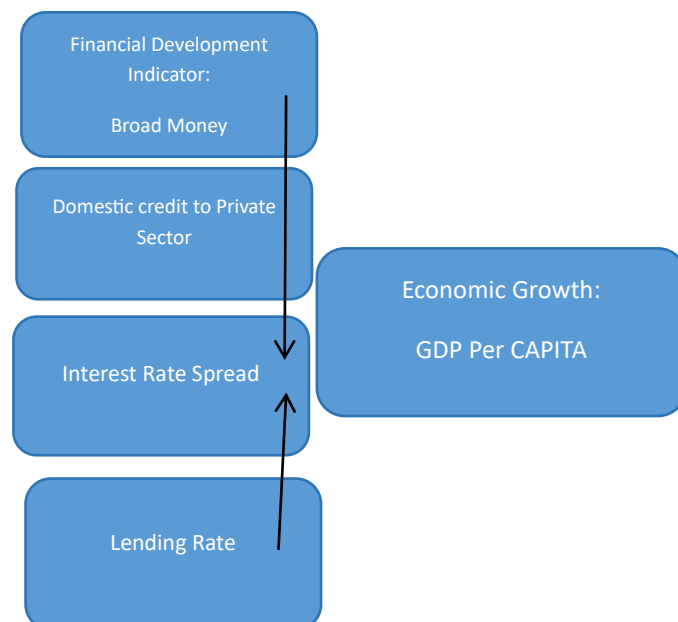 Financial Development
Indicator:
Broad Money
Domestic credit to Private
Sector
Economic Growth:
GDP Per CAPITA
Interest Rate Spread
Lending Rate